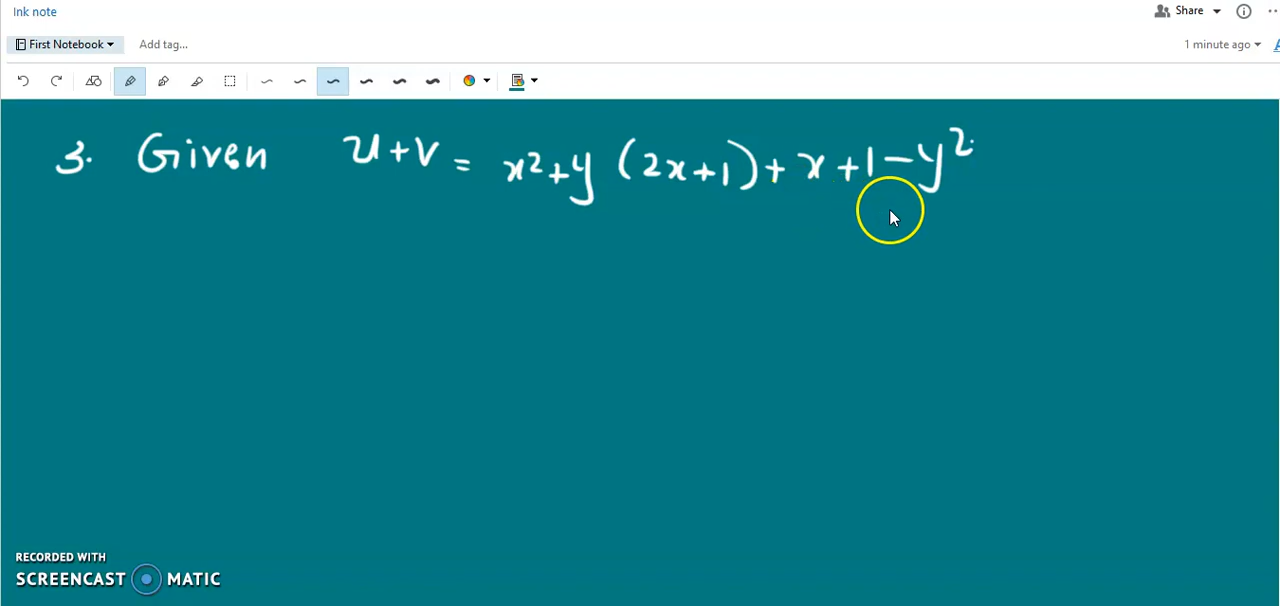 Ink note
Share
First Notebook
Add tag...
1 minute ago
3. Given u+v = x²+y (2x+1)+x+1-y²
RECORDED WITH
SCREENCAST MATIC